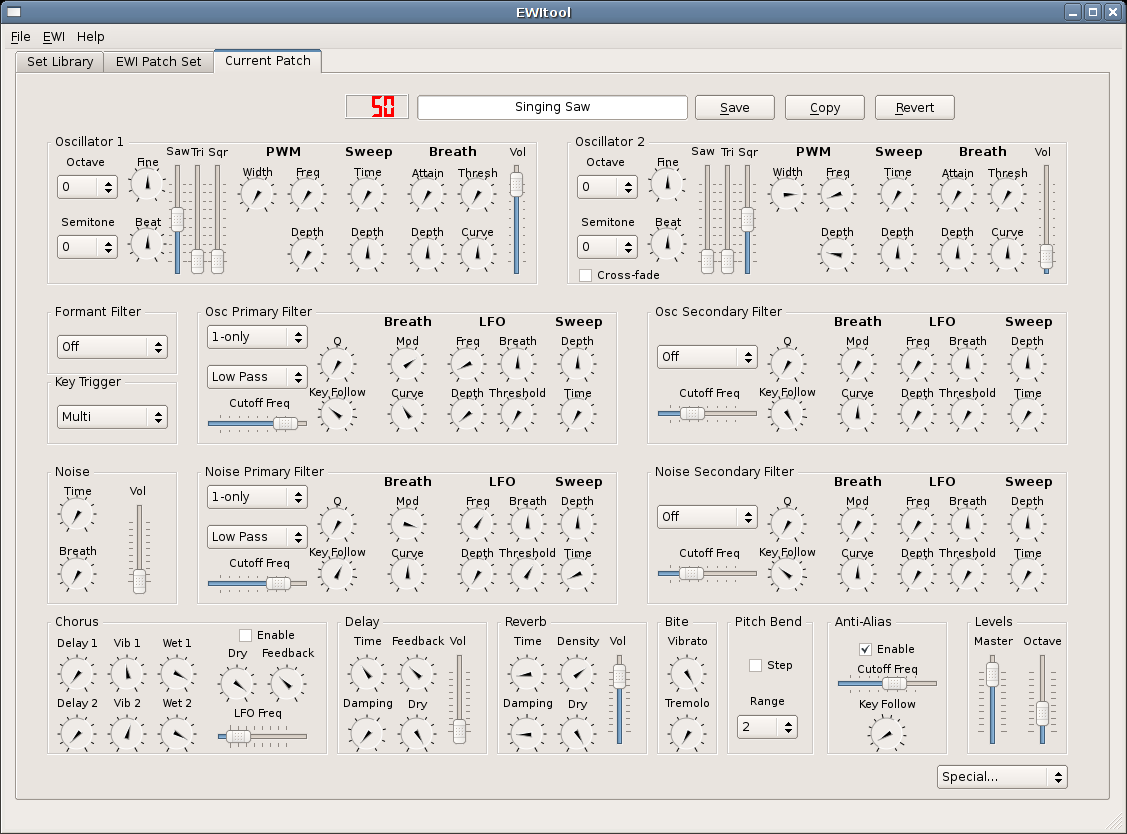 EWItool
File EWI Help
Set Library EWI Patch Set Current Patch
50 Singing Saw Save Copy Revert
Oscillator 1
Octave Fine Saw Tri Sqr PWM Sweep Breath Vol
Width Freq Time Attain Thresh
0
Semitone Beat
0
Depth Depth Depth Curve
Oscillator 2
Octave Fine Saw Tri Sqr PWM Sweep Breath Vol
Width Freq Time Attain Thresh
0
Semitone Beat
0
Depth Depth Depth Curve
Cross-fade
Formant Filter
Off
Key Trigger
Multi
Osc Primary Filter
Breath LFO Sweep
1-only
Q Mod Freq Breath Depth
Low Pass
Key Follow Curve Depth Threshold Time
Cutoff Freq
Osc Secondary Filter
Breath LFO Sweep
Q Mod Freq Breath Depth
Off
Cutoff Freq Key Follow Curve Depth Threshold Time
Noise
Time Vol
Breath
Noise Primary Filter
Breath LFO Sweep
1-only
Q Mod Freq Breath Depth
Low Pass
Key Follow Curve Depth Threshold Time
Cutoff Freq
Noise Secondary Filter
Breath LFO Sweep
Q Mod Freq Breath Depth
Off
Cutoff Freq Key Follow Curve Depth Threshold Time
Chorus
Enable
Delay 1 Vib 1 Wet 1 Dry Feedback
Delay 2 Vib 2 Wet 2 LFO Freq
Delay
Time Feedback Vol
Damping Dry
Reverb
Time Density Vol
Damping Dry
Bite
Vibrato
Tremolo
Pitch Bend
Step
Range
2
Anti-Alias
Enable
Cutoff Freq
Key Follow
Levels
Master Octave
Special...